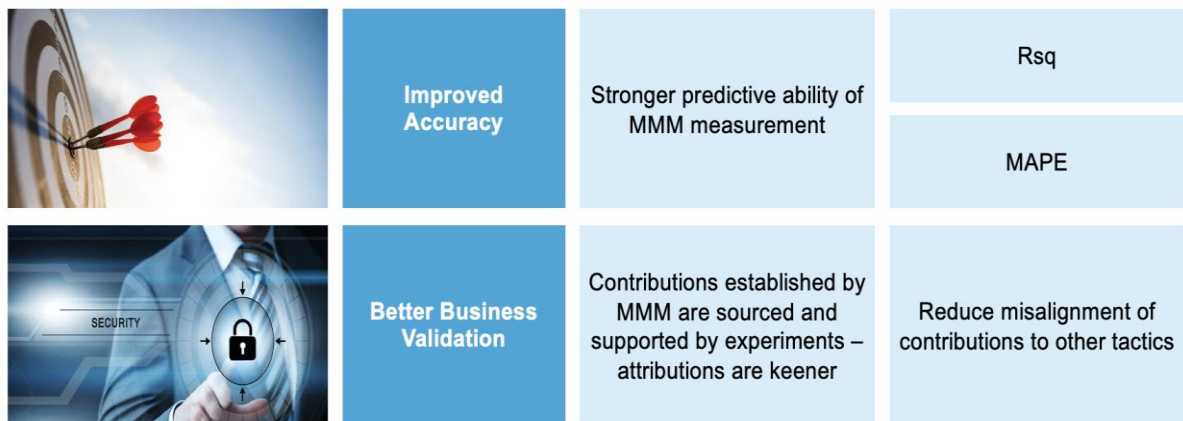 Improved
Accuracy
Stronger predictive ability of
MMM measurement
Rsq
MAPE
SECURITY
Better Business
Validation
Contributions established by
MMM are sourced and
supported by experiments –
attributions are keener
Reduce misalignment of
contributions to other tactics